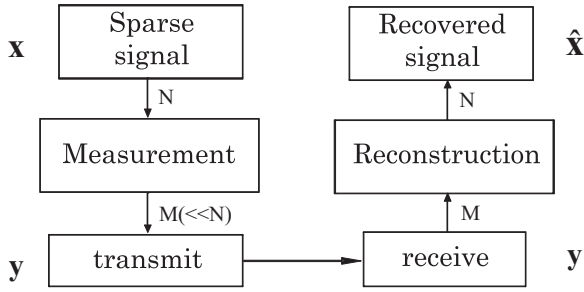 x
Sparse
signal
N
Measurement
M(<<N)
y
transmit
Recovered
signal
x̂
N
Reconstruction
M
receive
y